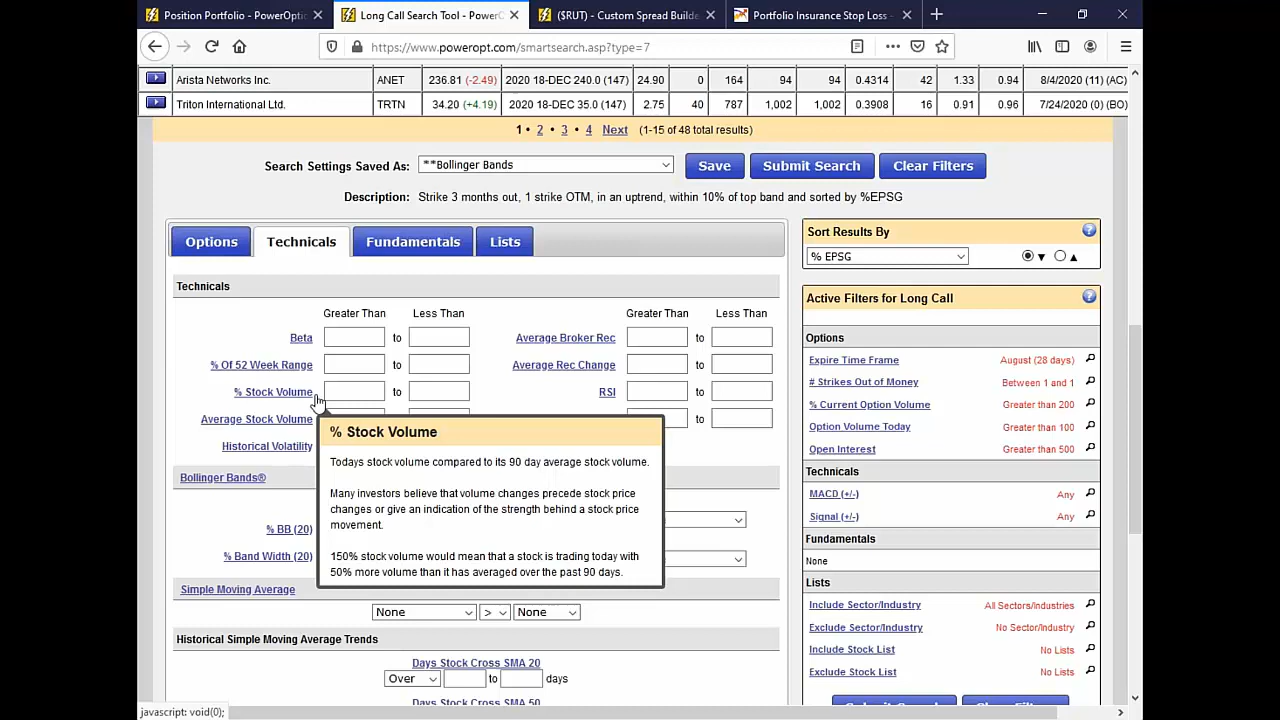 Position Portfolio - PowerOptic
Long Call Search Tool - PowerO
($RUT) - Custom Spread Builde
Portfolio Insurance Stop Loss -
https://www.poweropt.com/smartsearch.asp?type=7
Arista Networks Inc. ANET 236.81 (-2.49) 2020 18-DEC 240.0 (147) 24.90 0 164 94 94 0.4314 42 1.33 0.94 8/4/2020 (11) (AC)
Triton International Ltd. TRTN 34.20 (+4.19) 2020 18-DEC 35.0 (147) 2.75 40 787 1,002 1,002 0.3908 16 0.91 0.96 7/24/2020 (0) (BO)
1 • 2 • 3 • 4 Next (1-15 of 48 total results)
Search Settings Saved As: **Bollinger Bands Save Submit Search Clear Filters
Description: Strike 3 months out, 1 strike OTM, in an uptrend, within 10% of top band and sorted by %EPSG
Options Technicals Fundamentals Lists
Technicals
Greater Than Less Than Greater Than Less Than
Beta to Average Broker Rec to
% Of 52 Week Range to Average Rec Change to
% Stock Volume to RSI to
Average Stock Volume to
Historical Volatility
% Stock Volume
Todays stock volume compared to its 90 day average stock volume.
Many investors believe that volume changes precede stock price
changes or give an indication of the strength behind a stock price
movement.
150% stock volume would mean that a stock is trading today with
50% more volume than it has averaged over the past 90 days.
Bollinger Bands®
% BB (20)
% Band Width (20)
Simple Moving Average
None > None
Historical Simple Moving Average Trends
Days Stock Cross SMA 20
Over to days
Days Stock Cross SMA 50
Sort Results By
% EPSG ▼ ▲
Active Filters for Long Call
Options
Expire Time Frame August (28 days)
# Strikes Out of Money Between 1 and 1
% Current Option Volume Greater than 200
Option Volume Today Greater than 100
Open Interest Greater than 500
Technicals
MACD (+/-) Any
Signal (+/-) Any
Fundamentals
None
Lists
Include Sector/Industry All Sectors/Industries
Exclude Sector/Industry No Sector/Industry
Include Stock List No Lists
Exclude Stock List No Lists
Submit Search Clear Filters
javascript: void(0);